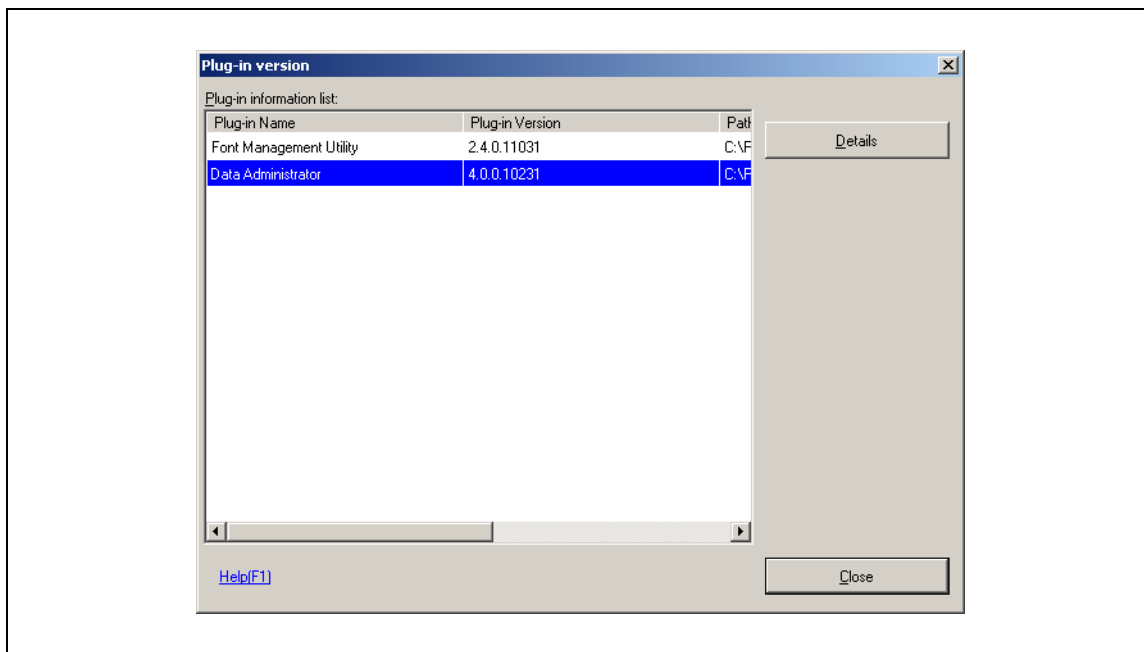 Plug-in version
Plug-in information list:
Plug-in Name Plug-in Version Path
Font Management Utility 2.4.0.11031 C:\F
Data Administrator 4.0.0.10231 C:\F
Details
Help(F1)
Close